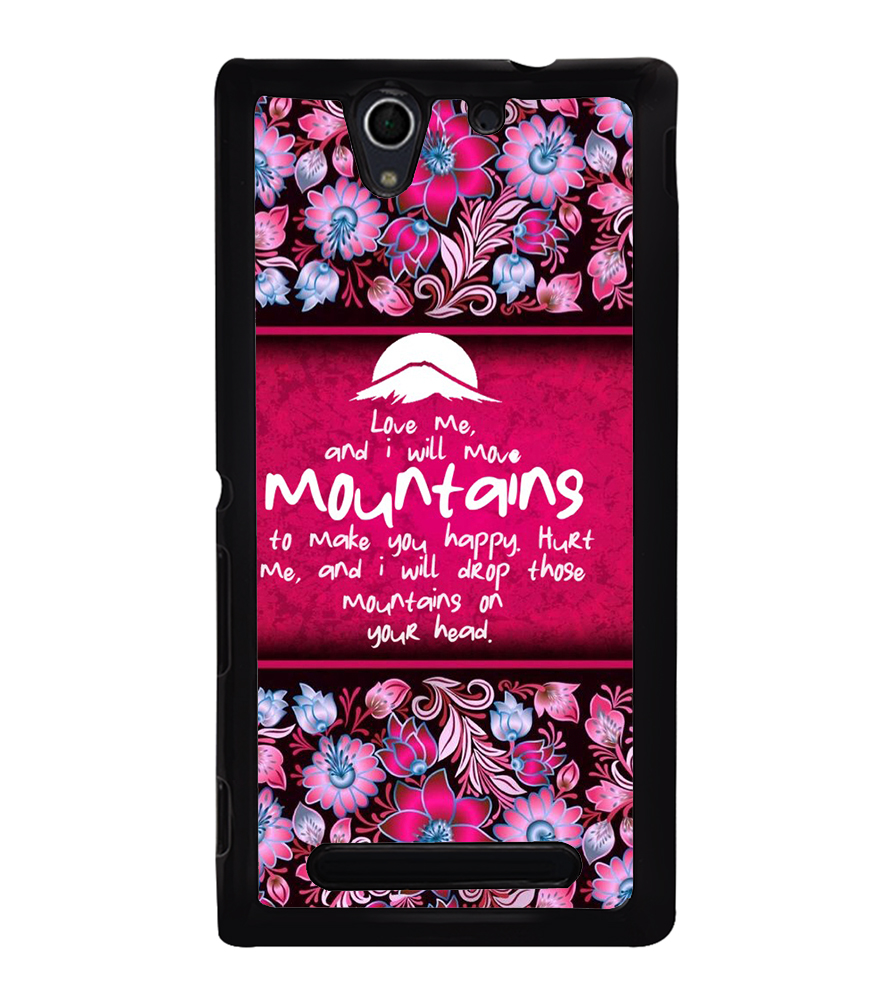 Love me,
and i will move
mountains
to make you happy. Hurt
me, and i will drop those
mountains on
your head.